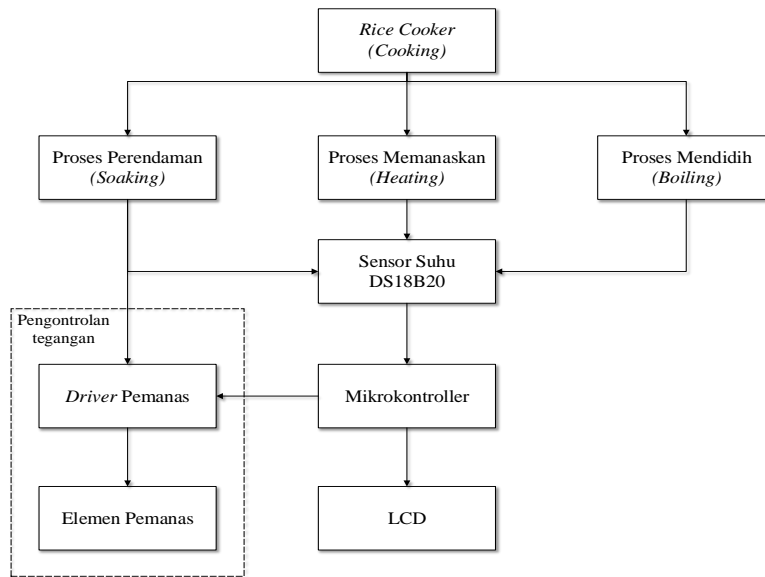 Rice Cooker
(Cooking)
Proses Perendaman
(Soaking)
Proses Memanaskan
(Heating)
Proses Mendidih
(Boiling)
Sensor Suhu
DS18B20
Pengontrolan
tegangan
Driver Pemanas
Mikrokontroller
Elemen Pemanas
LCD